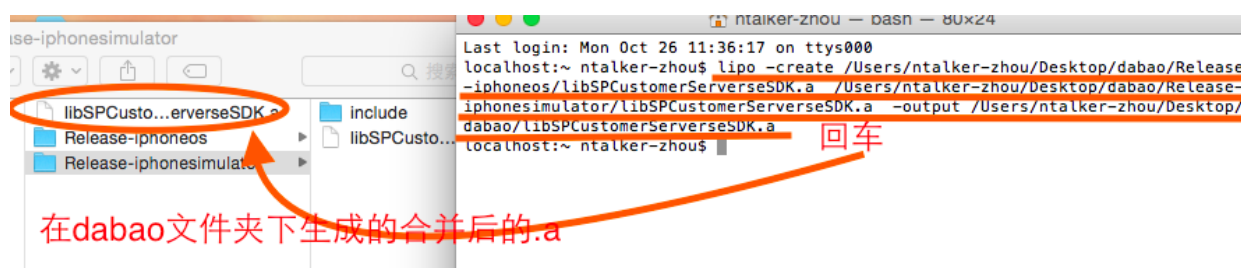 se-iphonesimulator
搜索
libSPCusto...erverseSDK.a
Release-iphoneos
Release-iphonesimulator
include
libSPCusto...
ntalker-zhou — bash — 80×24
Last login: Mon Oct 26 11:36:17 on ttys000
localhost:~ ntalker-zhou$ lipo -create /Users/ntalker-zhou/Desktop/dabao/Release
-iphoneos/libSPCustomerServerseSDK.a /Users/ntalker-zhou/Desktop/dabao/Release-
iphonesimulator/libSPCustomerServerseSDK.a -output /Users/ntalker-zhou/Desktop/
dabao/libSPCustomerServerseSDK.a
localhost:~ ntalker-zhou$
回车
在dabao文件夹下生成的合并后的.a